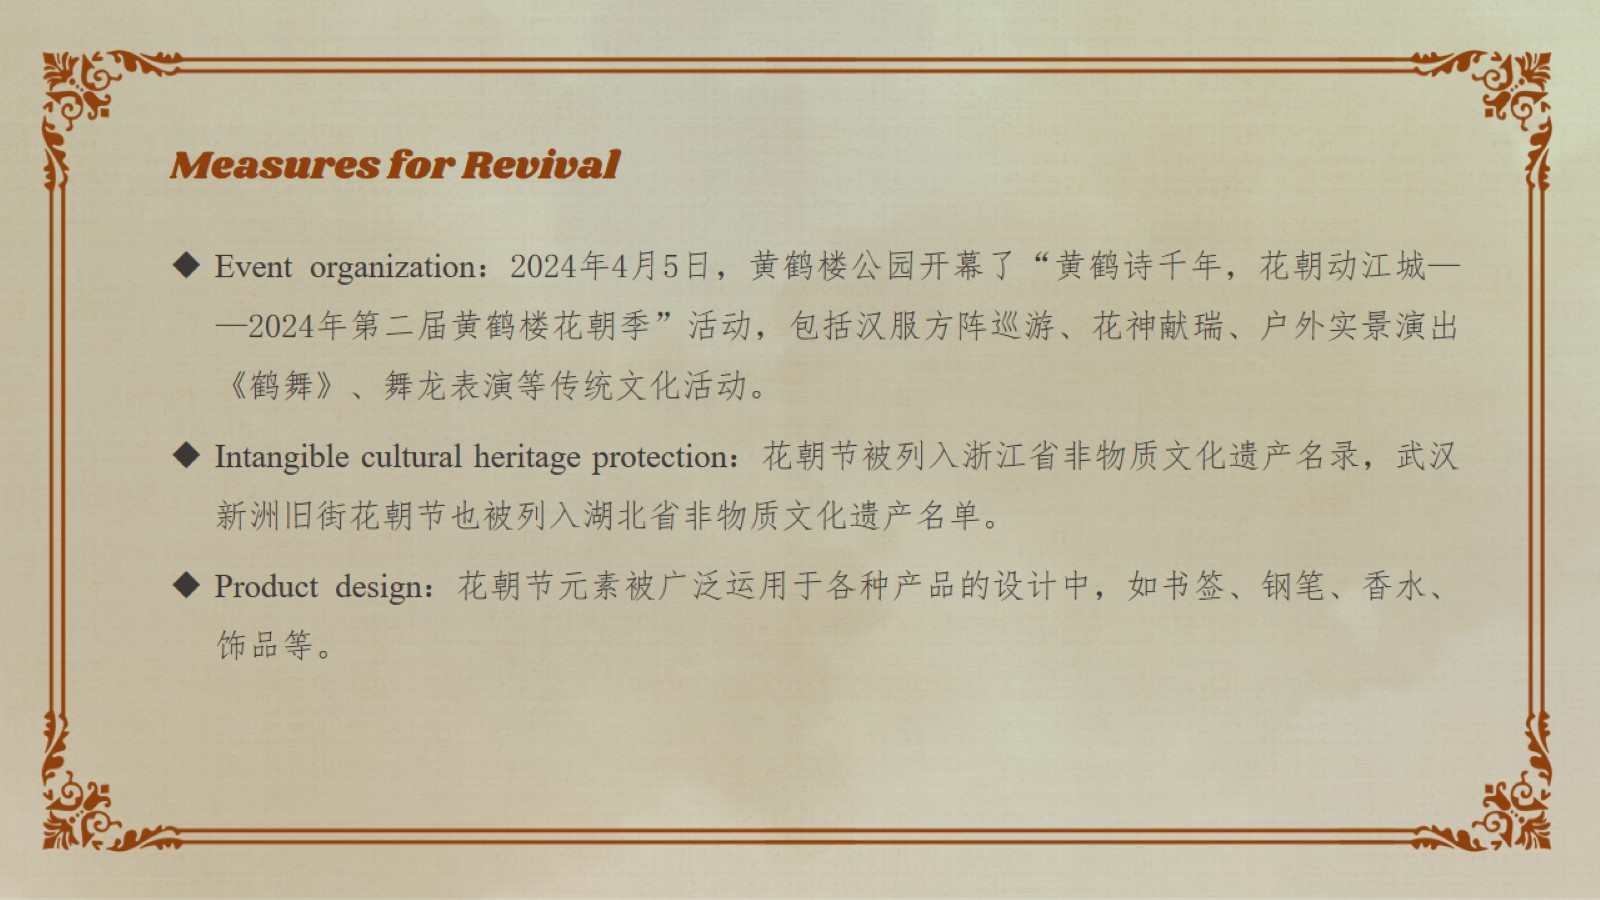 Measures for Revival
◆ Event organization：2024年4月5日，黄鹤楼公园开幕了“黄鹤诗千年，花朝动江城—
—2024年第二届黄鹤楼花朝季”活动，包括汉服方阵巡游、花神献瑞、户外实景演出
《鹤舞》、舞龙表演等传统文化活动。
◆ Intangible cultural heritage protection：花朝节被列入浙江省非物质文化遗产名录，武汉
新洲旧街花朝节也被列入湖北省非物质文化遗产名单。
◆ Product design：花朝节元素被广泛运用于各种产品的设计中，如书签、钢笔、香水、
饰品等。